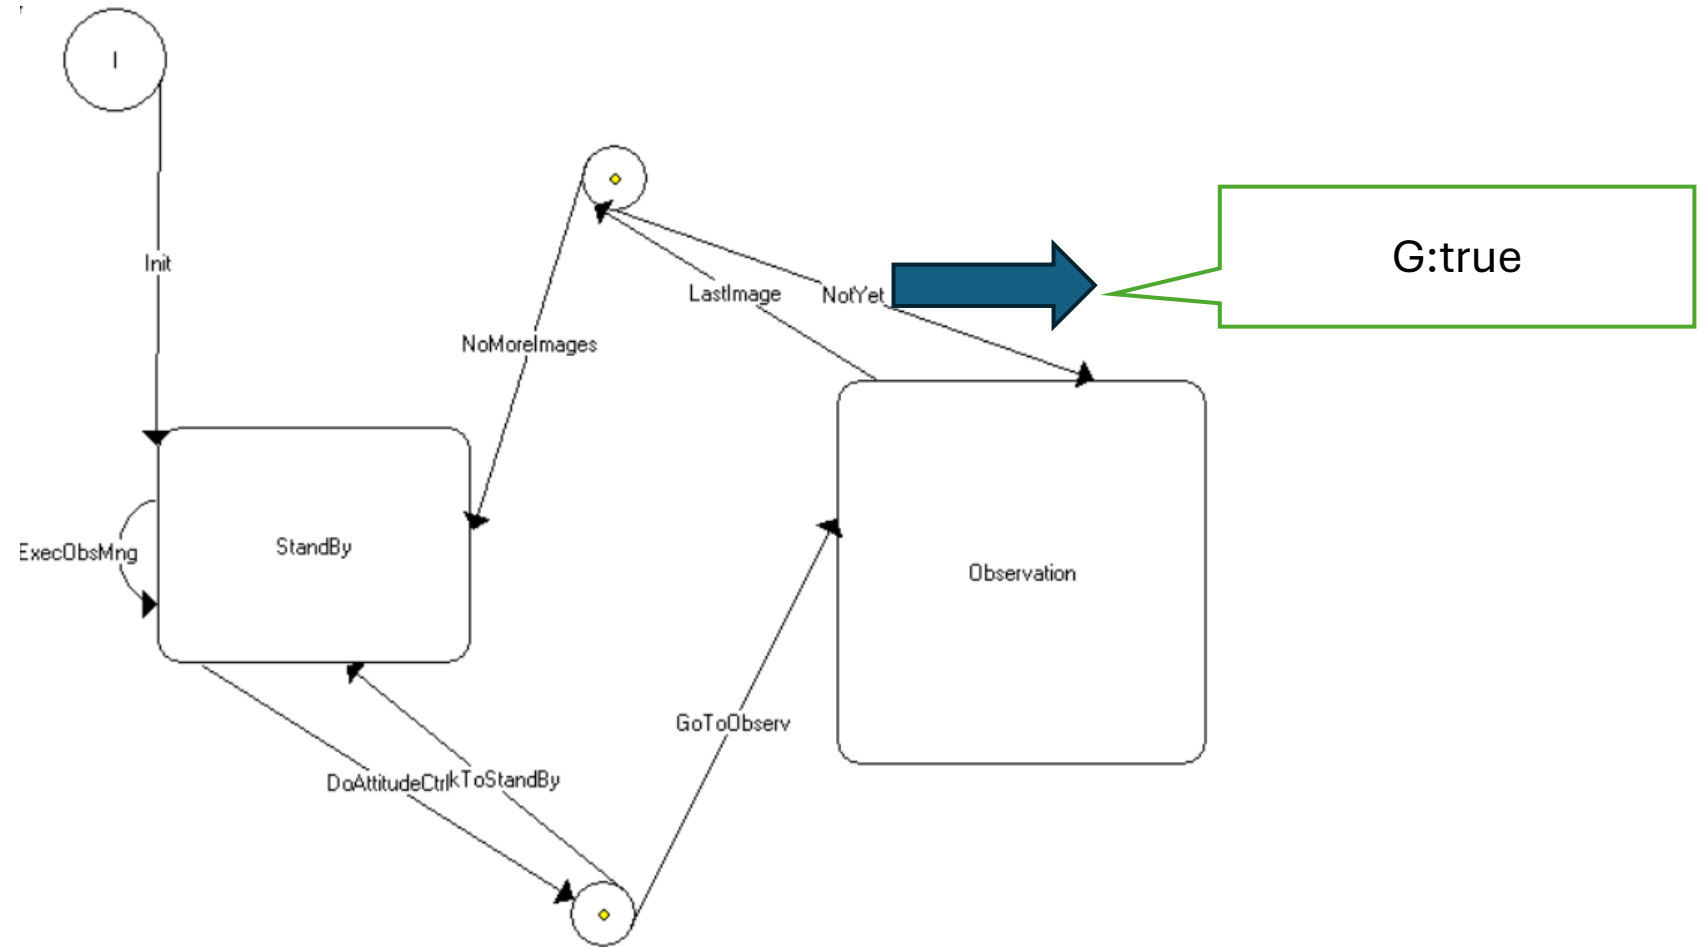 I
Init
LastImage
NotYet
G:true
NoMoreImages
StandBy
ExecObsMng
Observation
GoToObserv
DoAttitudeCtrl
kToStandBy